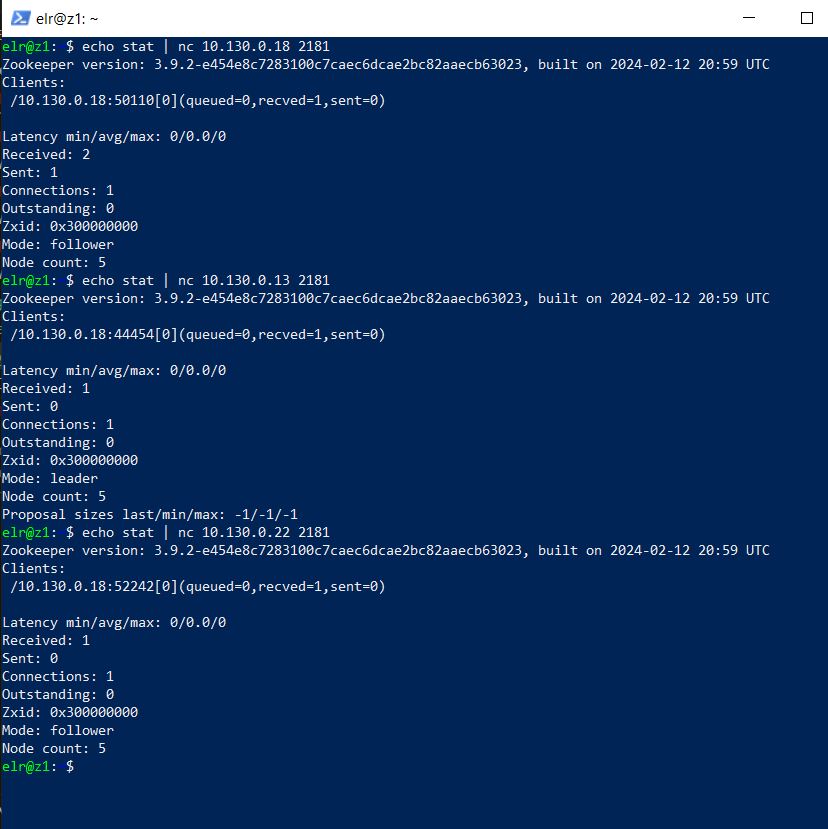 elr@z1: ~
elr@z1:~$ echo stat | nc 10.130.0.18 2181
Zookeeper version: 3.9.2-e454e8c7283100c7caec6dcae2bc82aaecb63023, built on 2024-02-12 20:59 UTC
Clients:
 /10.130.0.18:50110[0](queued=0,recved=1,sent=0)

Latency min/avg/max: 0/0.0/0
Received: 2
Sent: 1
Connections: 1
Outstanding: 0
Zxid: 0x300000000
Mode: follower
Node count: 5
elr@z1:~$ echo stat | nc 10.130.0.13 2181
Zookeeper version: 3.9.2-e454e8c7283100c7caec6dcae2bc82aaecb63023, built on 2024-02-12 20:59 UTC
Clients:
 /10.130.0.18:44454[0](queued=0,recved=1,sent=0)

Latency min/avg/max: 0/0.0/0
Received: 1
Sent: 0
Connections: 1
Outstanding: 0
Zxid: 0x300000000
Mode: leader
Node count: 5
Proposal sizes last/min/max: -1/-1/-1
elr@z1:~$ echo stat | nc 10.130.0.22 2181
Zookeeper version: 3.9.2-e454e8c7283100c7caec6dcae2bc82aaecb63023, built on 2024-02-12 20:59 UTC
Clients:
 /10.130.0.18:52242[0](queued=0,recved=1,sent=0)

Latency min/avg/max: 0/0.0/0
Received: 1
Sent: 0
Connections: 1
Outstanding: 0
Zxid: 0x300000000
Mode: follower
Node count: 5
elr@z1:~$